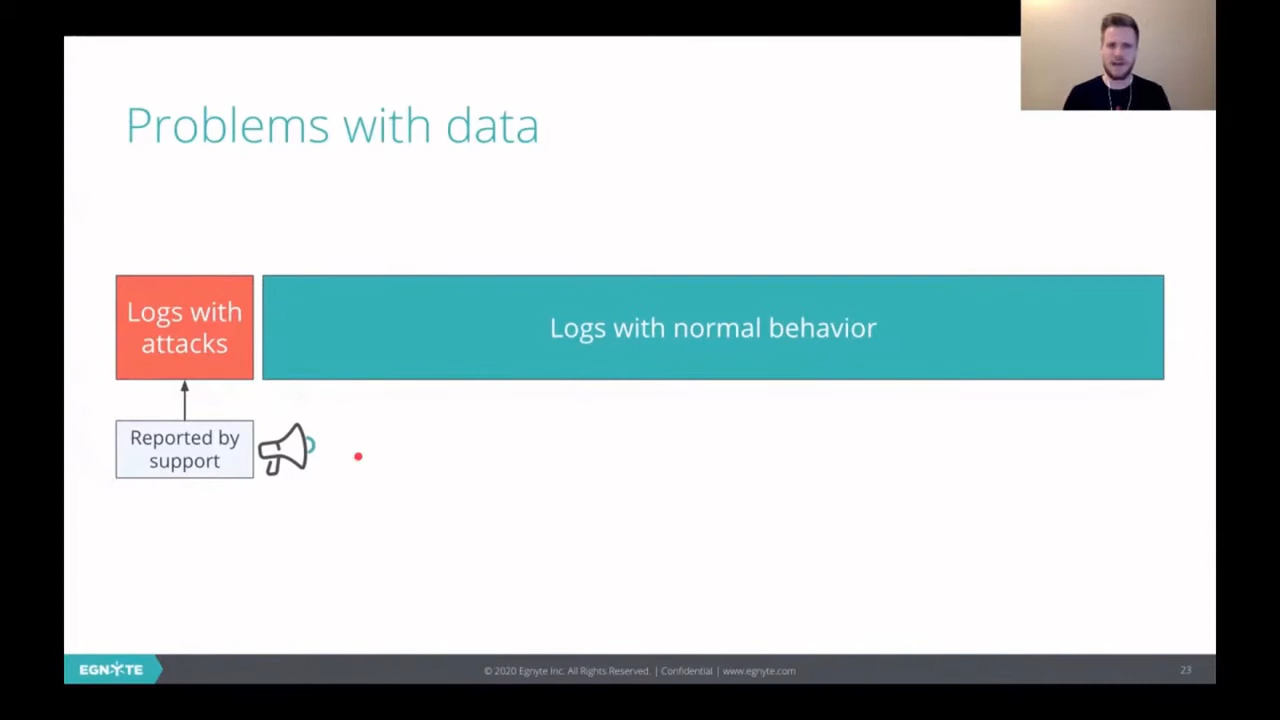 Problems with data
Logs with
attacks
Logs with normal behavior
Reported by
support
EGNYTE
© 2020 Egnyte Inc. All Rights Reserved. | Confidential | www.egnyte.com
23